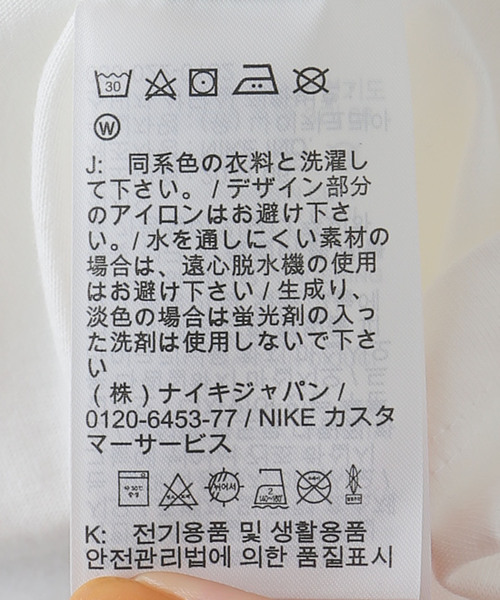 30
W
J: 同系色の衣料と洗濯し
て下さい。 / デザイン部分
のアイロンはお避け下さ
い。/ 水を通しにくい素材の
場合は、遠心脱水機の使用
はお避け下さい / 生成り、
淡色の場合は蛍光剤の入っ
た洗剤は使用しないで下さ
い
（株）ナイキジャパン /
0120-6453-77 / NIKE カスタ
マーサービス
뉘어서
K: 전기용품 및 생활용품
안전관리법에 의한 품질표시